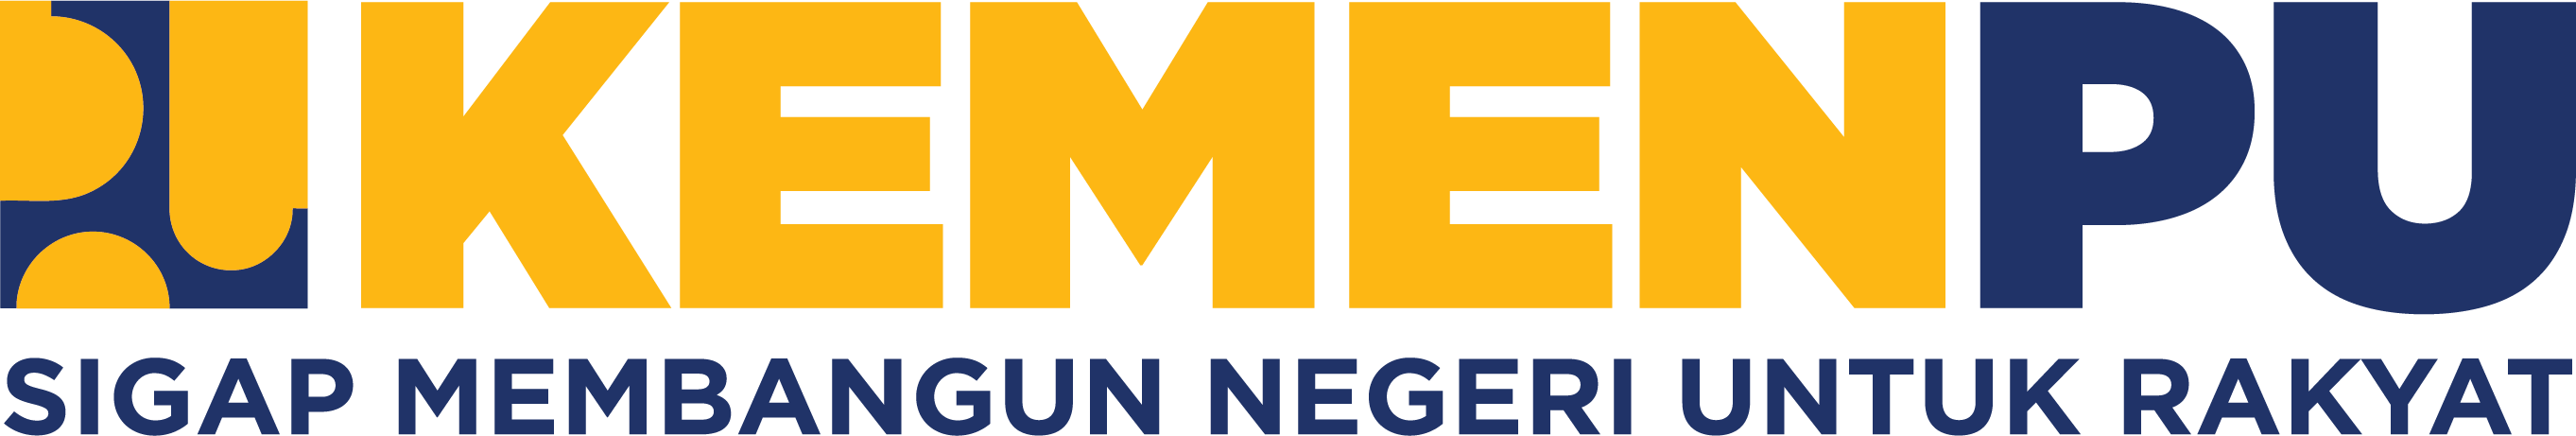 KEMENPU
SIGAP MEMBANGUN NEGERI UNTUK RAKYAT